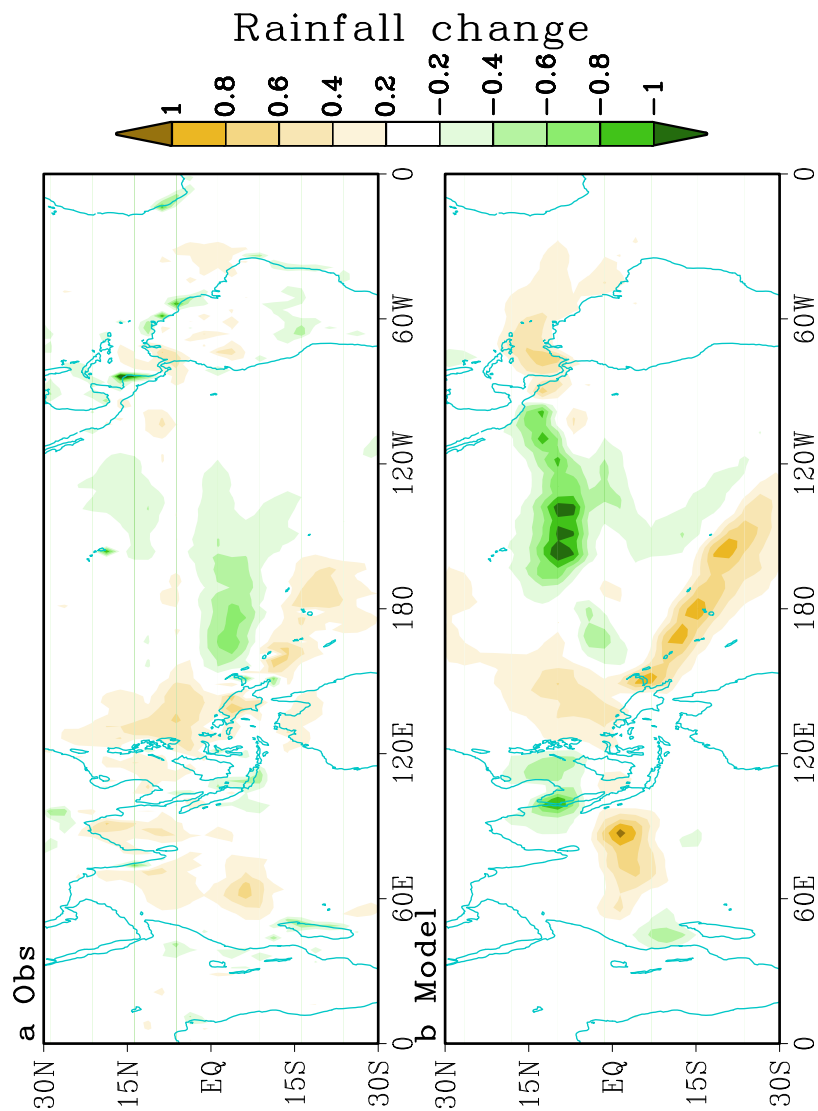 Rainfall change
1
0.8
0.6
0.4
0.2
-0.2
-0.4
-0.6
-0.8
-1
a Obs
30N
15N
EQ
15S
30S
0
60E
120E
180
120W
60W
0
b Model
30N
15N
EQ
15S
30S
0
60E
120E
180
120W
60W
0